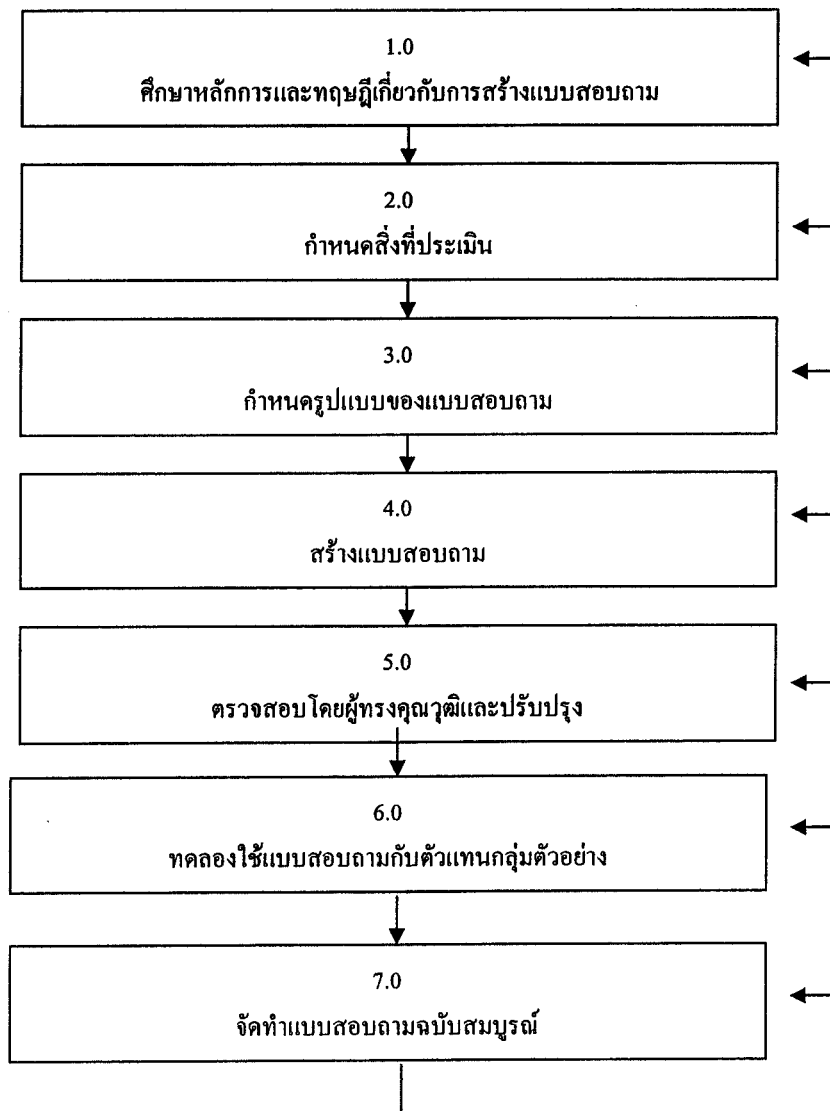 1.0
ศึกษาหลักการและทฤษฎีเกี่ยวกับการสร้างแบบสอบถาม
2.0
กำหนดสิ่งที่ประเมิน
3.0
กำหนดรูปแบบของแบบสอบถาม
4.0
สร้างแบบสอบถาม
5.0
ตรวจสอบโดยผู้ทรงคุณวุฒิและปรับปรุง
6.0
ทดลองใช้แบบสอบถามกับตัวแทนกลุ่มตัวอย่าง
7.0
จัดทำแบบสอบถามฉบับสมบูรณ์